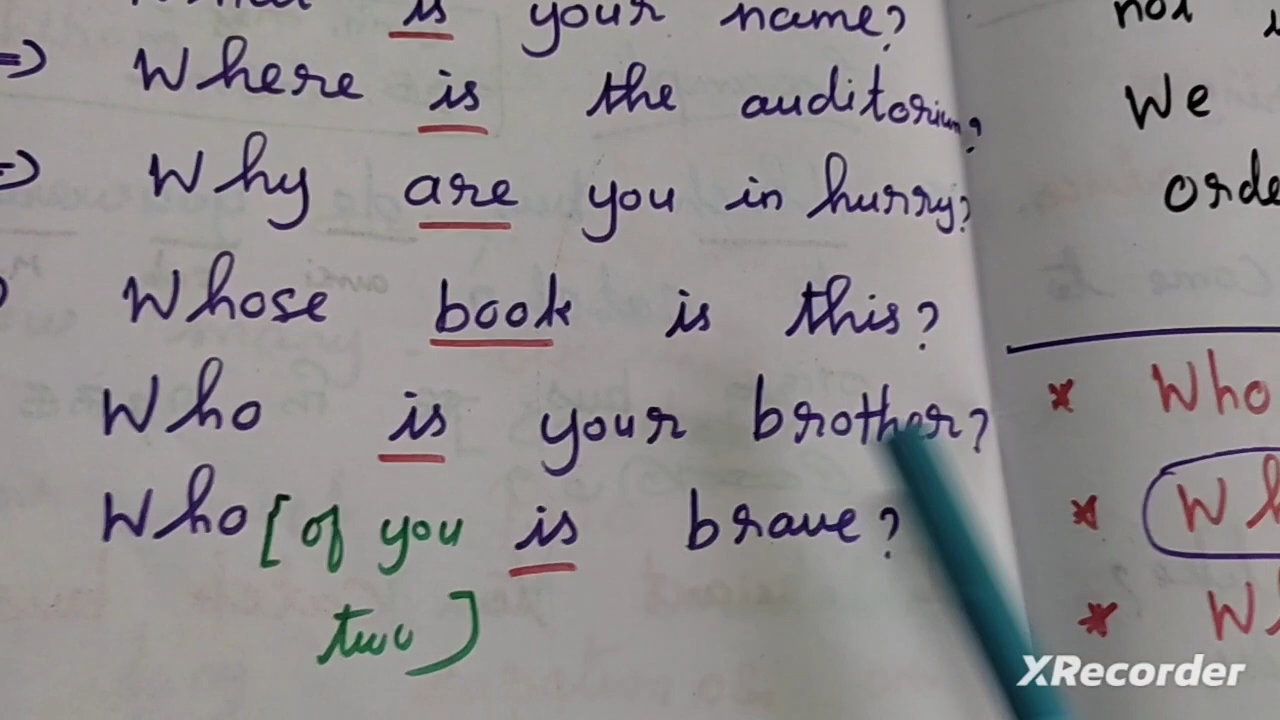 is your name?
=> Where is the auditorium?
=> Why are you in hurry?
Whose book is this?
Who is your brother?
Who [of you is brave?
two]
We
Who
XRecorder